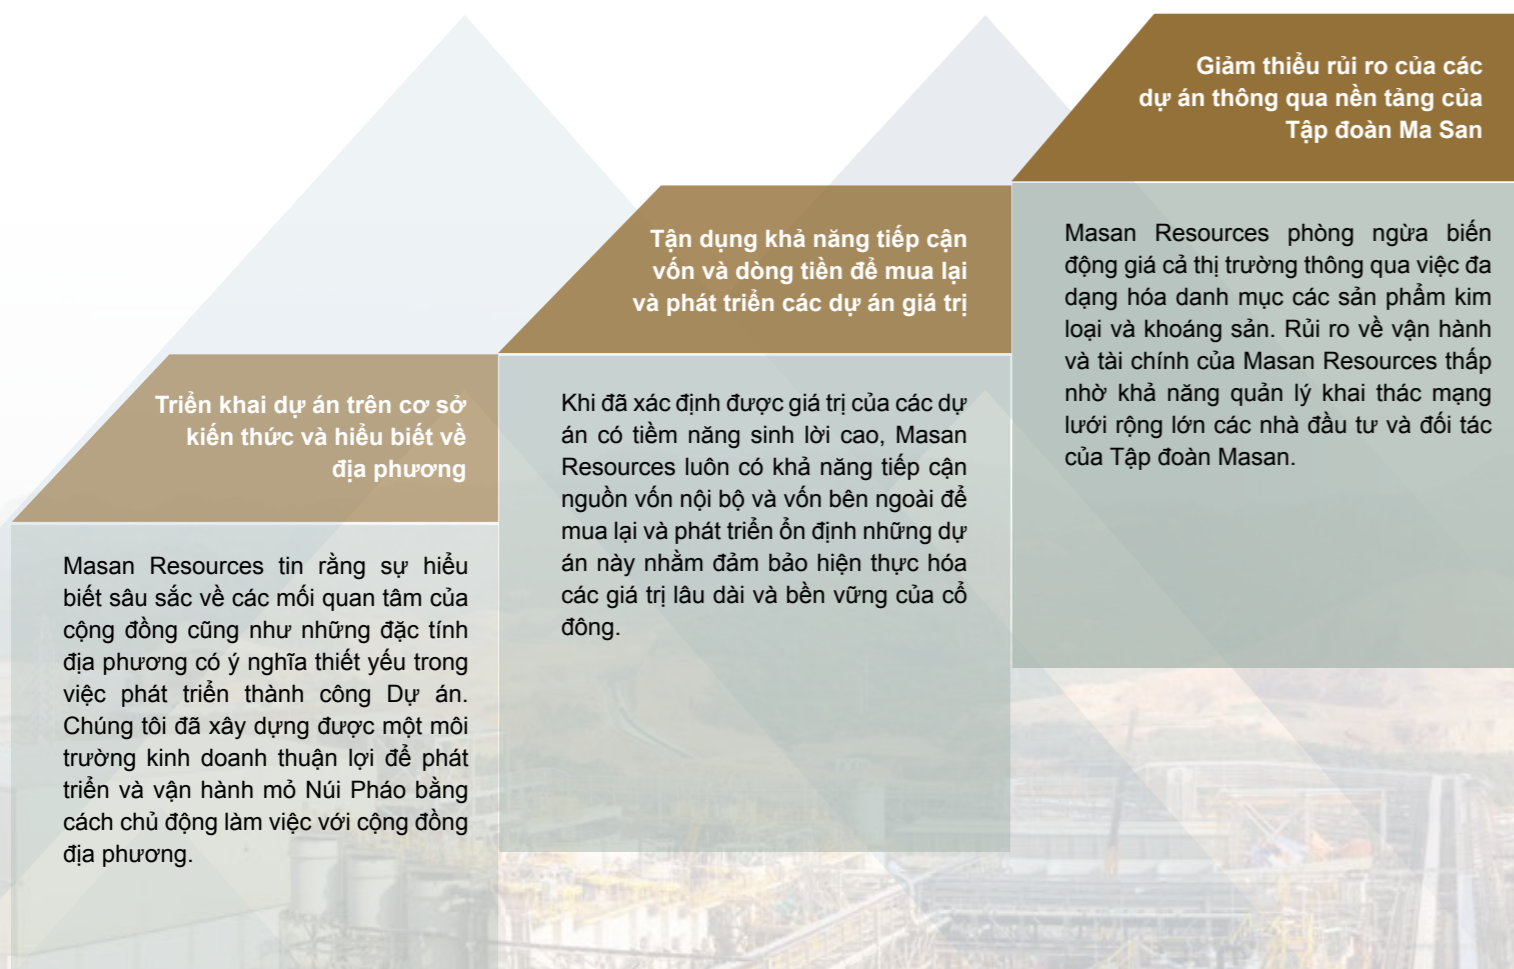 Triển khai dự án trên cơ sở
kiến thức và hiểu biết về
địa phương
Masan Resources tin rằng sự hiểu
biết sâu sắc về các mối quan tâm của
cộng đồng cũng như những đặc tính
địa phương có ý nghĩa thiết yếu trong
việc phát triển thành công Dự án.
Chúng tôi đã xây dựng được một môi
trường kinh doanh thuận lợi để phát
triển và vận hành mỏ Núi Pháo bằng
cách chủ động làm việc với cộng đồng
địa phương.
Tận dụng khả năng tiếp cận
vốn và dòng tiền để mua lại
và phát triển các dự án giá trị
Khi đã xác định được giá trị của các dự
án có tiềm năng sinh lời cao, Masan
Resources luôn có khả năng tiếp cận
nguồn vốn nội bộ và vốn bên ngoài để
mua lại và phát triển ổn định những dự
án này nhằm đảm bảo hiện thực hóa
các giá trị lâu dài và bền vững của cổ
đông.
Giảm thiểu rủi ro của các
dự án thông qua nền tảng của
Tập đoàn Ma San
Masan Resources phòng ngừa biến
động giá cả thị trường thông qua việc đa
dạng hóa danh mục các sản phẩm kim
loại và khoáng sản. Rủi ro về vận hành
và tài chính của Masan Resources thấp
nhờ khả năng quản lý khai thác mạng
lưới rộng lớn các nhà đầu tư và đối tác
của Tập đoàn Masan.